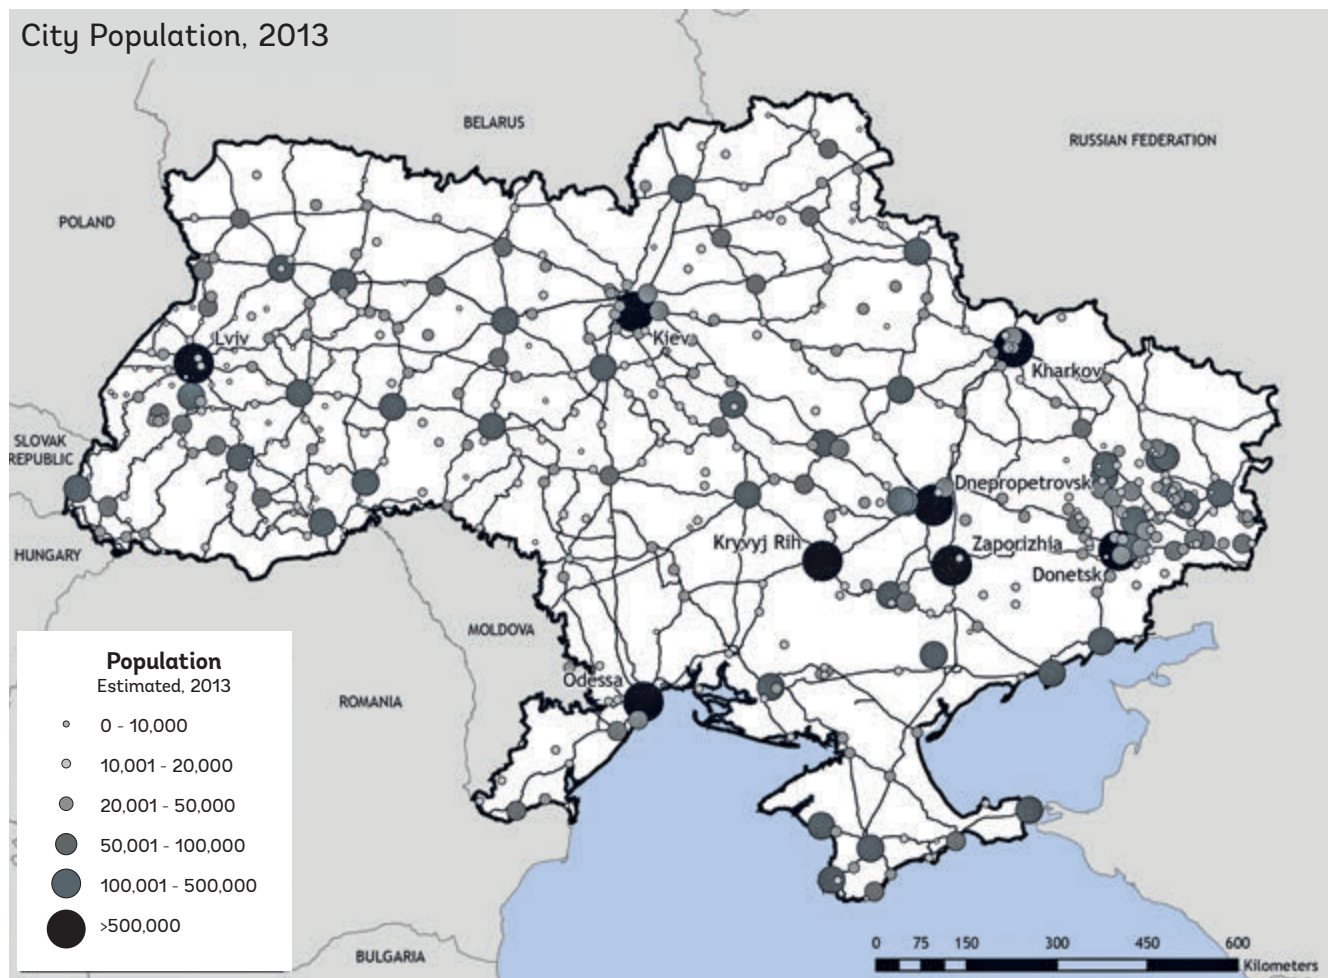 City Population, 2013
BELARUS
RUSSIAN FEDERATION
POLAND
Lviv
Kiev
Kharkov
SLOVAK
REPUBLIC
Dnepropetrovsk
HUNGARY
Kryvyj Rih
Zaporizhia
Donetsk
MOLDOVA
Odessa
ROMANIA
Population
Estimated, 2013
0 - 10,000
10,001 - 20,000
20,001 - 50,000
50,001 - 100,000
100,001 - 500,000
>500,000
BULGARIA
0 75 150 300 450 600
Kilometers